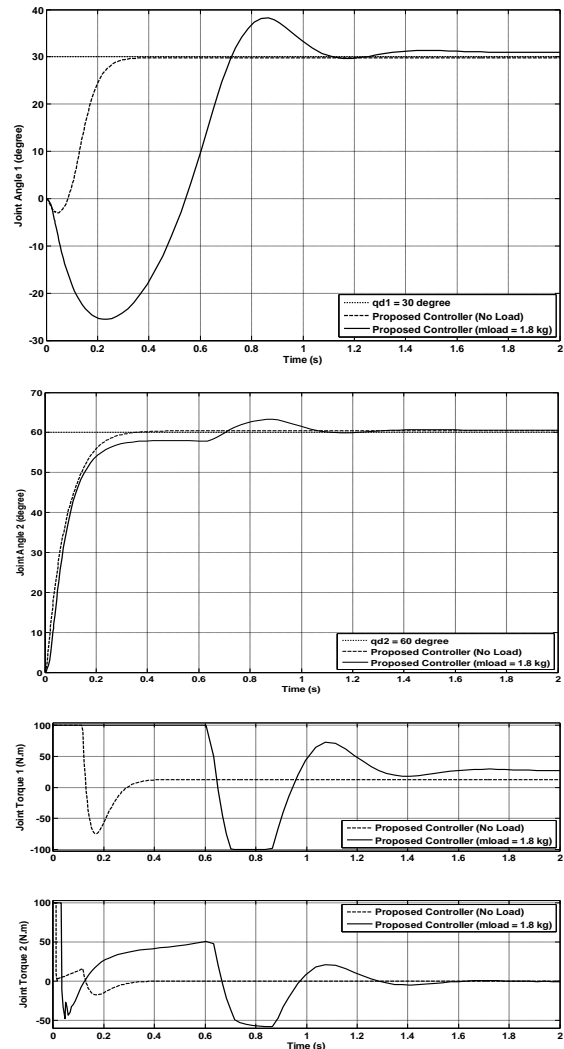 40
30
20
10
0
-10
-20
-30
Joint Angle 1 (degree)
qd1 = 30 degree
Proposed Controller (No Load)
Proposed Controller (mload = 1.8 kg)
0 0.2 0.4 0.6 0.8 1 1.2 1.4 1.6 1.8 2
Time (s)
70
60
50
40
30
20
10
0
Joint Angle 2 (degree)
qd2 = 60 degree
Proposed Controller (No Load)
Proposed Controller (mload = 1.8 kg)
0 0.2 0.4 0.6 0.8 1 1.2 1.4 1.6 1.8 2
Time (s)
100
50
0
-50
-100
Joint Torque 1 (N.m)
Proposed Controller (No Load)
Proposed Controller (mload = 1.8 kg)
0 0.2 0.4 0.6 0.8 1 1.2 1.4 1.6 1.8 2
100
50
0
-50
Joint Torque 2 (N.m)
Proposed Controller (No Load)
Proposed Controller (mload = 1.8 kg)
0 0.2 0.4 0.6 0.8 1 1.2 1.4 1.6 1.8 2
Time (s)